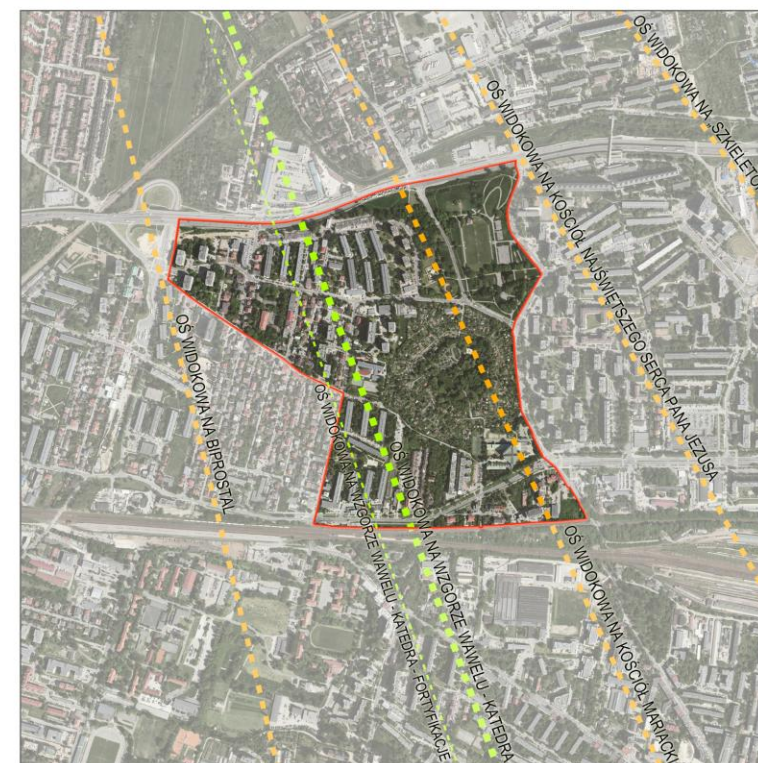 OŚ WIDOKOWA NA „SZKIELETOR
OŚ WIDOKOWA NA KOŚCIÓŁ NAJŚWIĘTSZEGO SERCA PANA JEZUSA
OŚ WIDOKOWA NA BIPROSTAL
OŚ WIDOKOWA NA WZGÓRZE WAWELU - KATEDRA - FORTYFIKACJE
OŚ WIDOKOWA NA WZGÓRZE WAWELU - KATEDRA
OŚ WIDOKOWA NA KOŚCIÓŁ MARIACKI